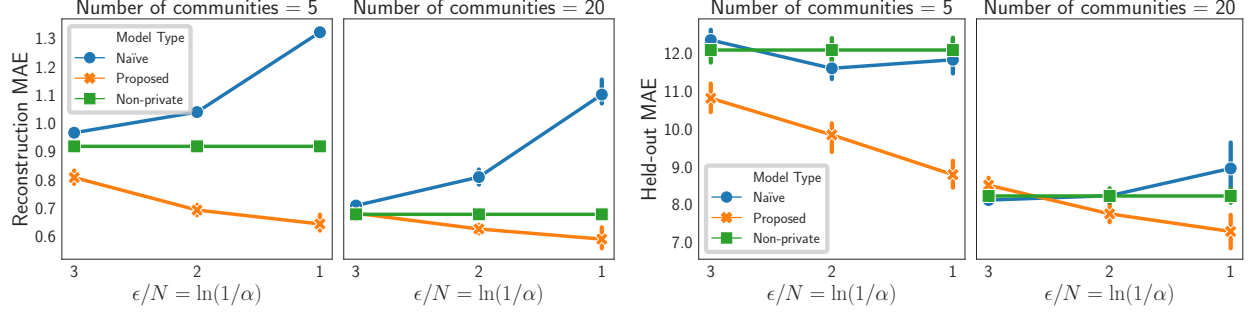 Number of communities = 5
Number of communities = 20
Reconstruction MAE
1.3
1.2
1.1
1.0
0.9
0.8
0.7
0.6
Model Type
Naïve
Proposed
Non-private
3 2 1
3 2 1
ϵ/N = ln(1/α)
ϵ/N = ln(1/α)
Number of communities = 5
Number of communities = 20
Held-out MAE
12.0
11.0
10.0
9.0
8.0
7.0
Model Type
Naïve
Proposed
Non-private
3 2 1
3 2 1
ϵ/N = ln(1/α)
ϵ/N = ln(1/α)